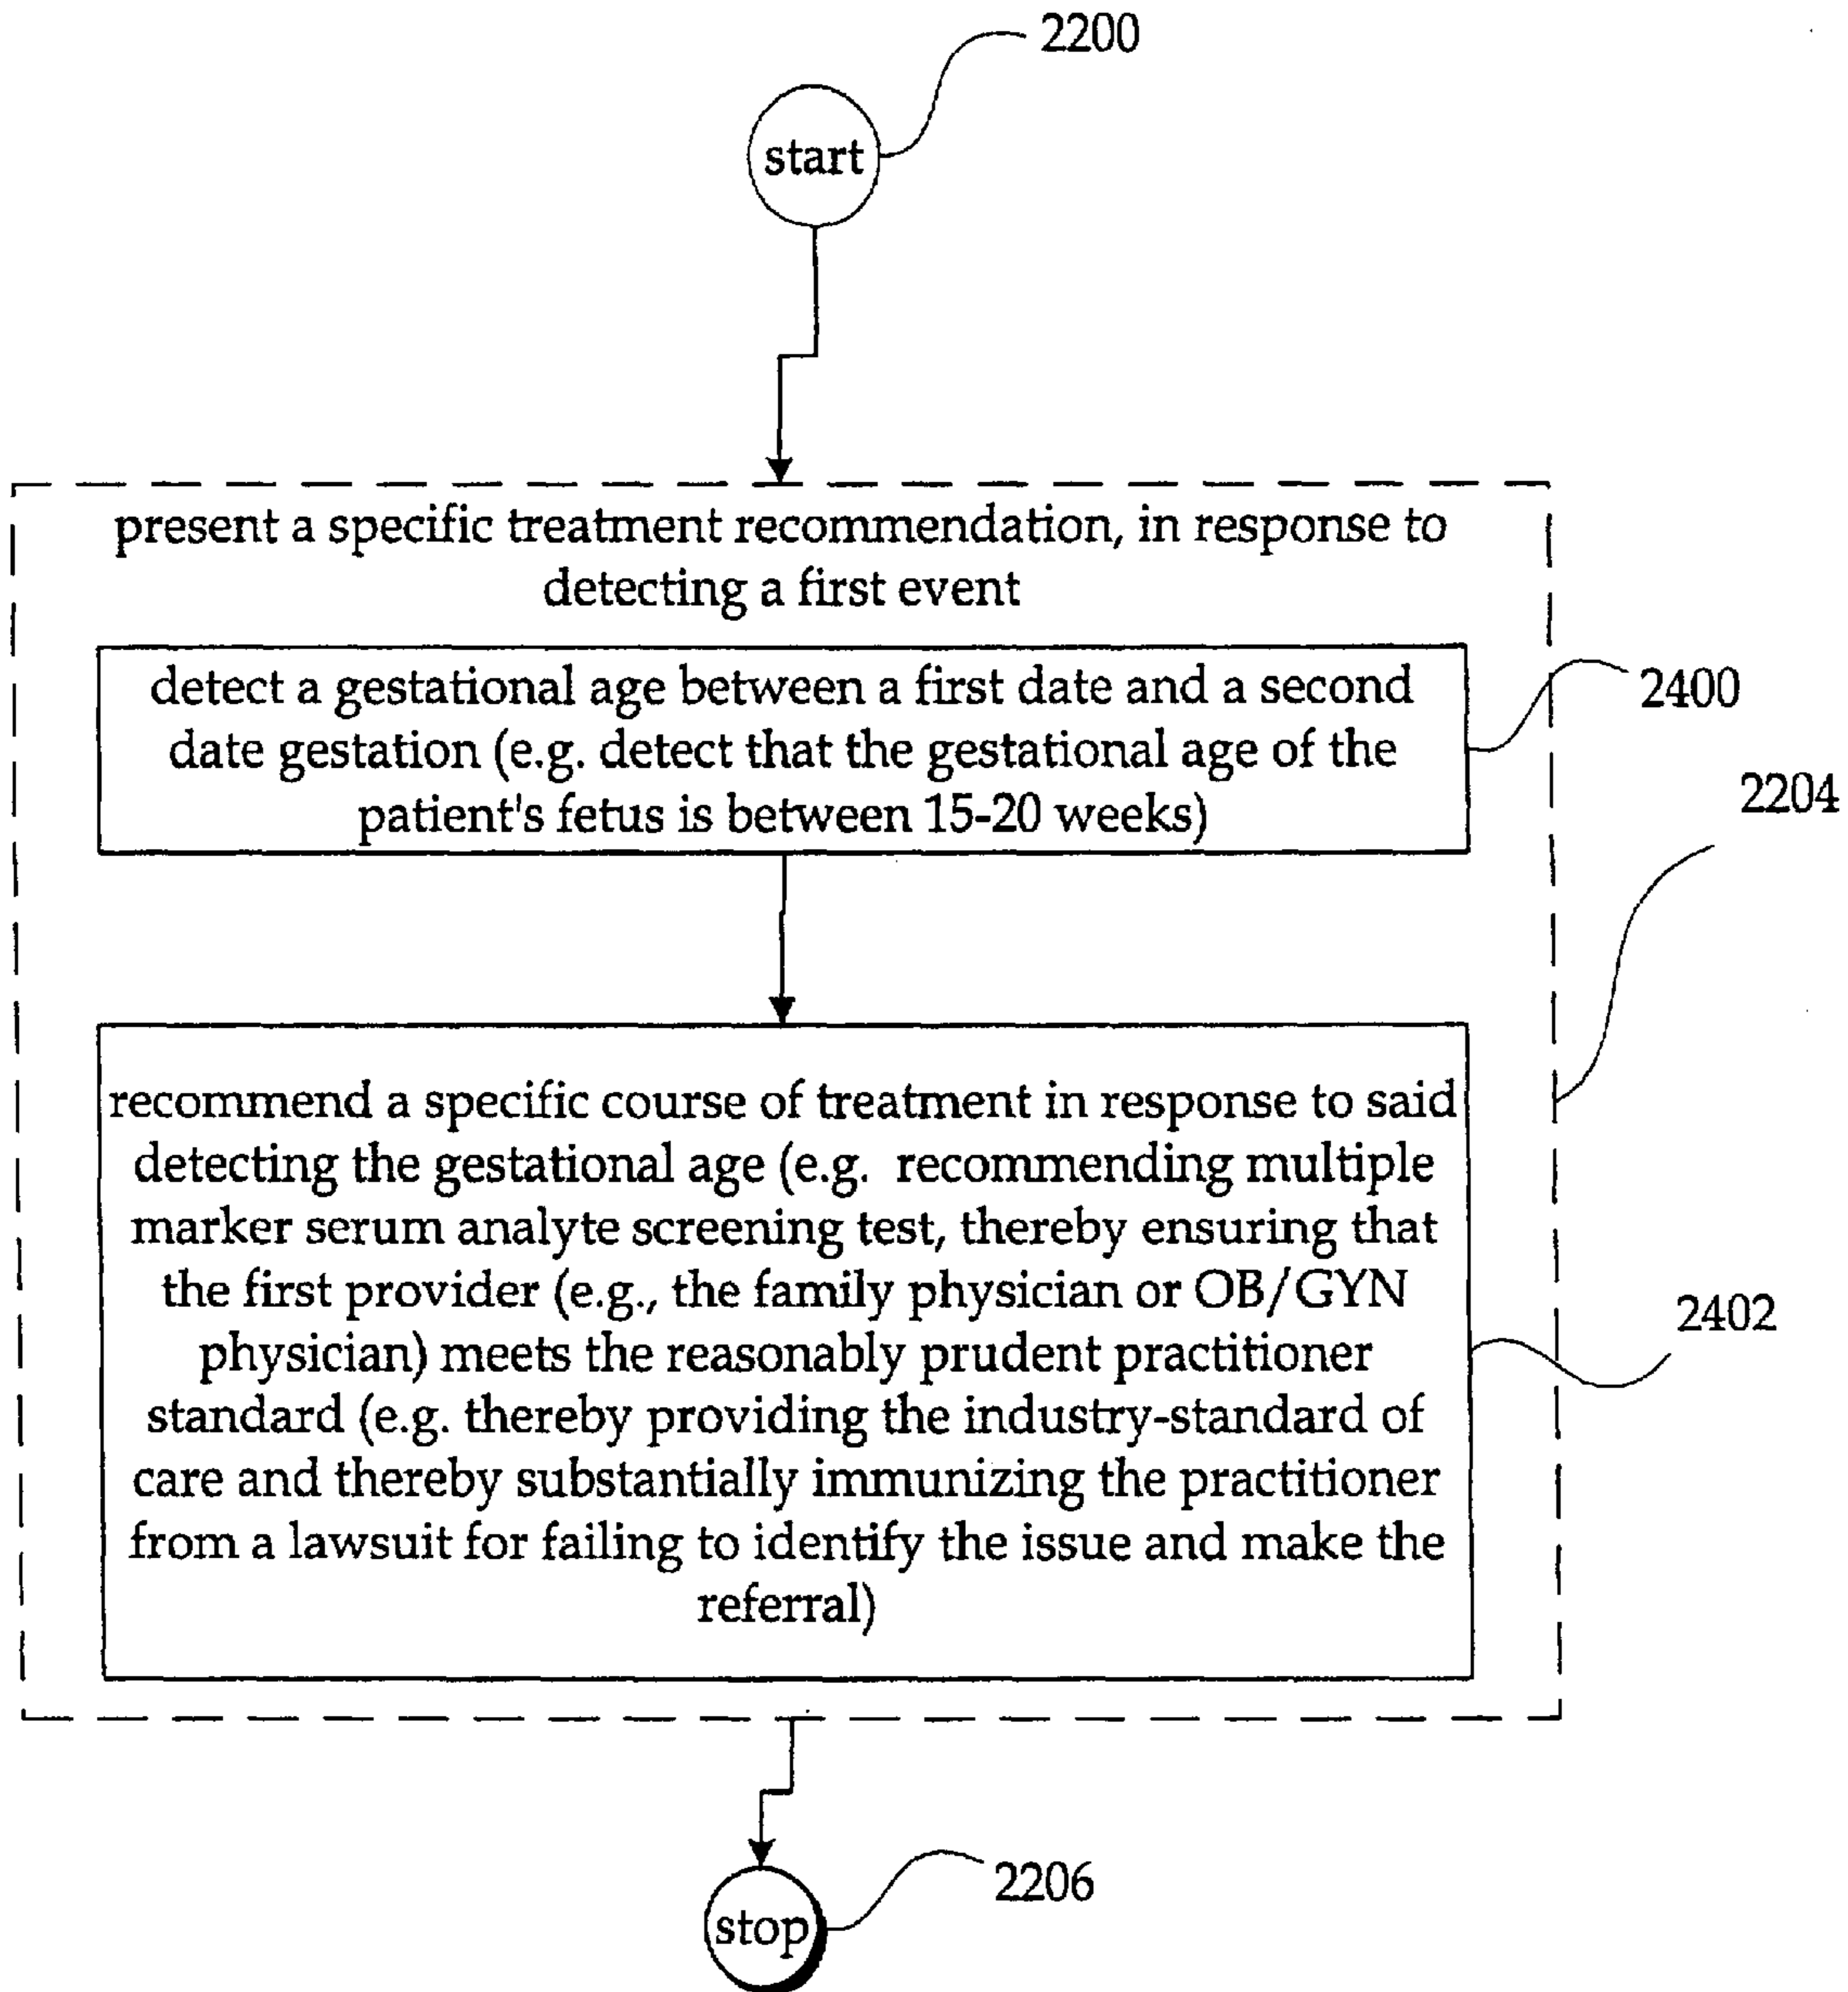 2200
start
present a specific treatment recommendation, in response to
detecting a first event
detect a gestational age between a first date and a second
date gestation (e.g. detect that the gestational age of the
patient's fetus is between 15-20 weeks)
2400
2204
recommend a specific course of treatment in response to said
detecting the gestational age (e.g. recommending multiple
marker serum analyte screening test, thereby ensuring that
the first provider (e.g., the family physician or OB/GYN
physician) meets the reasonably prudent practitioner
standard (e.g. thereby providing the industry-standard of
care and thereby substantially immunizing the practitioner
from a lawsuit for failing to identify the issue and make the
referral)
2402
2206
stop